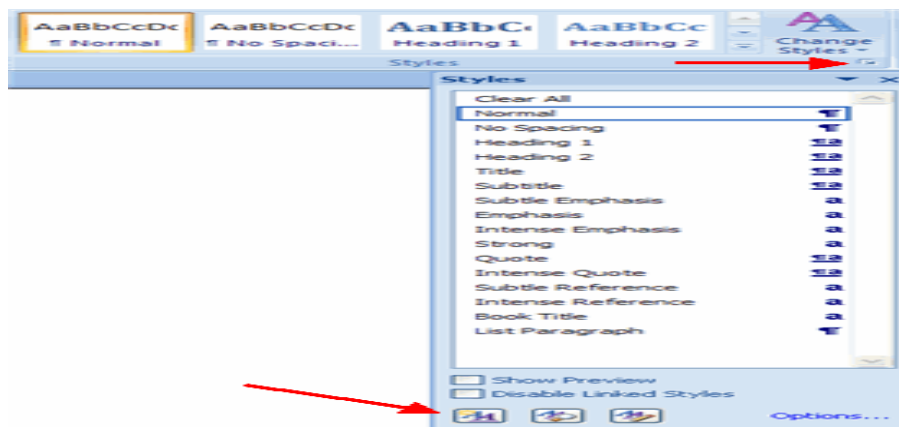 AaBbCcDc AaBbCcDc AaBbC AaBbCc
¶ Normal ¶ No Spaci... Heading 1 Heading 2
Change
Styles
Styles
Styles
Clear All
Normal ¶
No Spacing ¶
Heading 1 ¶a
Heading 2 ¶a
Title ¶a
Subtitle ¶a
Subtle Emphasis a
Emphasis a
Intense Emphasis a
Strong a
Quote ¶a
Intense Quote ¶a
Subtle Reference a
Intense Reference a
Book Title a
List Paragraph ¶
Show Preview
Disable Linked Styles
Options...